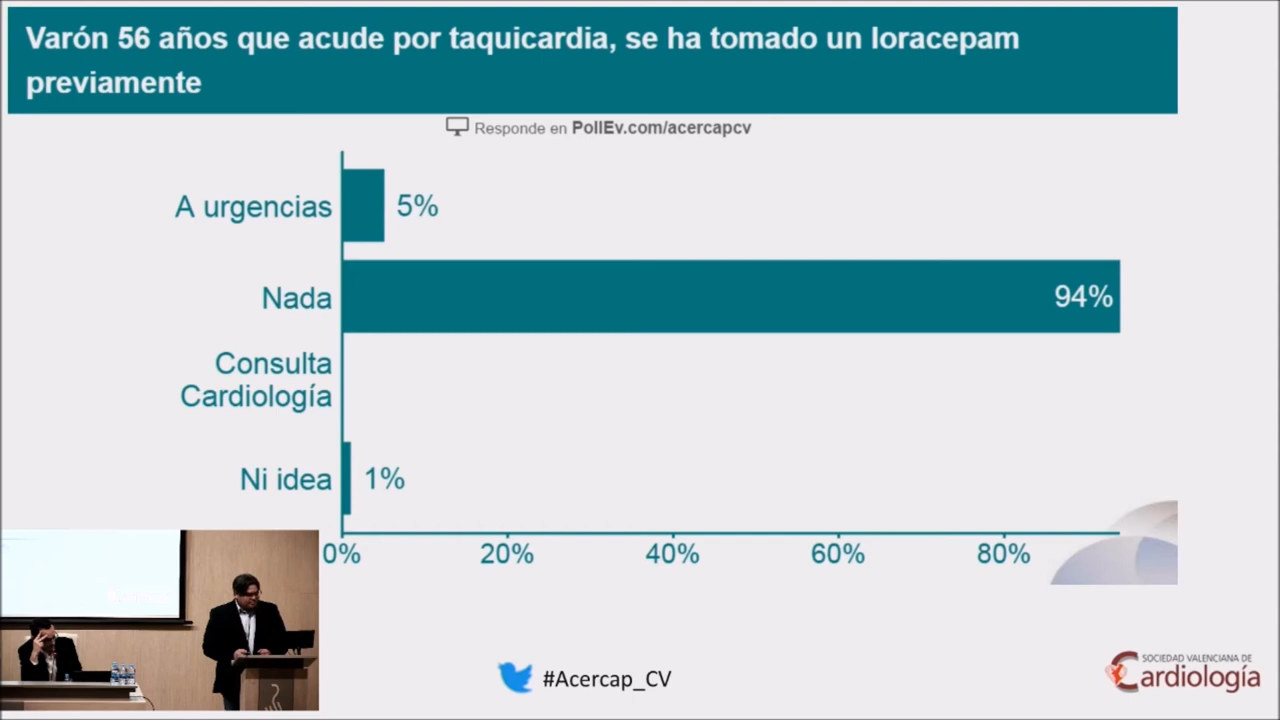 Varón 56 años que acude por taquicardia, se ha tomado un loracepam
previamente
Responde en PollEv.com/acercapcv
A urgencias
5%
Nada
94%
Consulta
Cardiología
Ni idea
1%
0%
20%
40%
60%
80%
#Acercap_CV
SOCIEDAD VALENCIANA DE
Cardiología